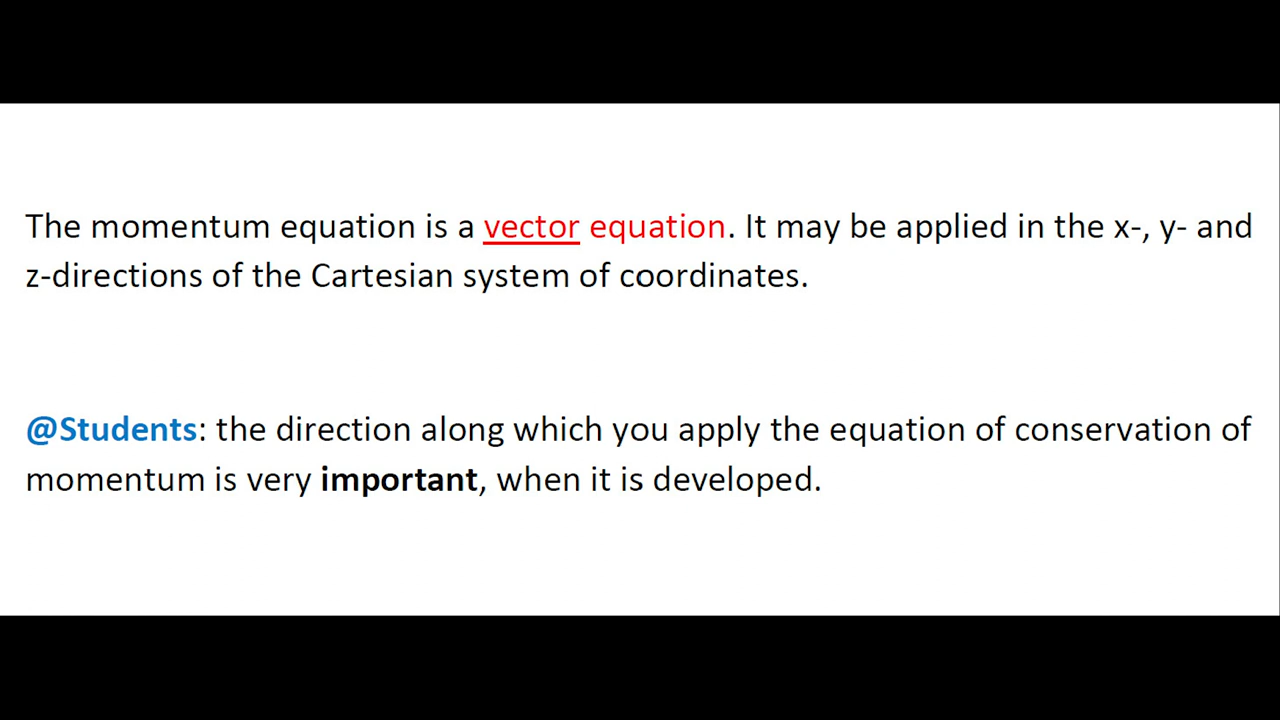 The momentum equation is a vector equation. It may be applied in the x-, y- and
z-directions of the Cartesian system of coordinates.
@Students: the direction along which you apply the equation of conservation of
momentum is very important, when it is developed.